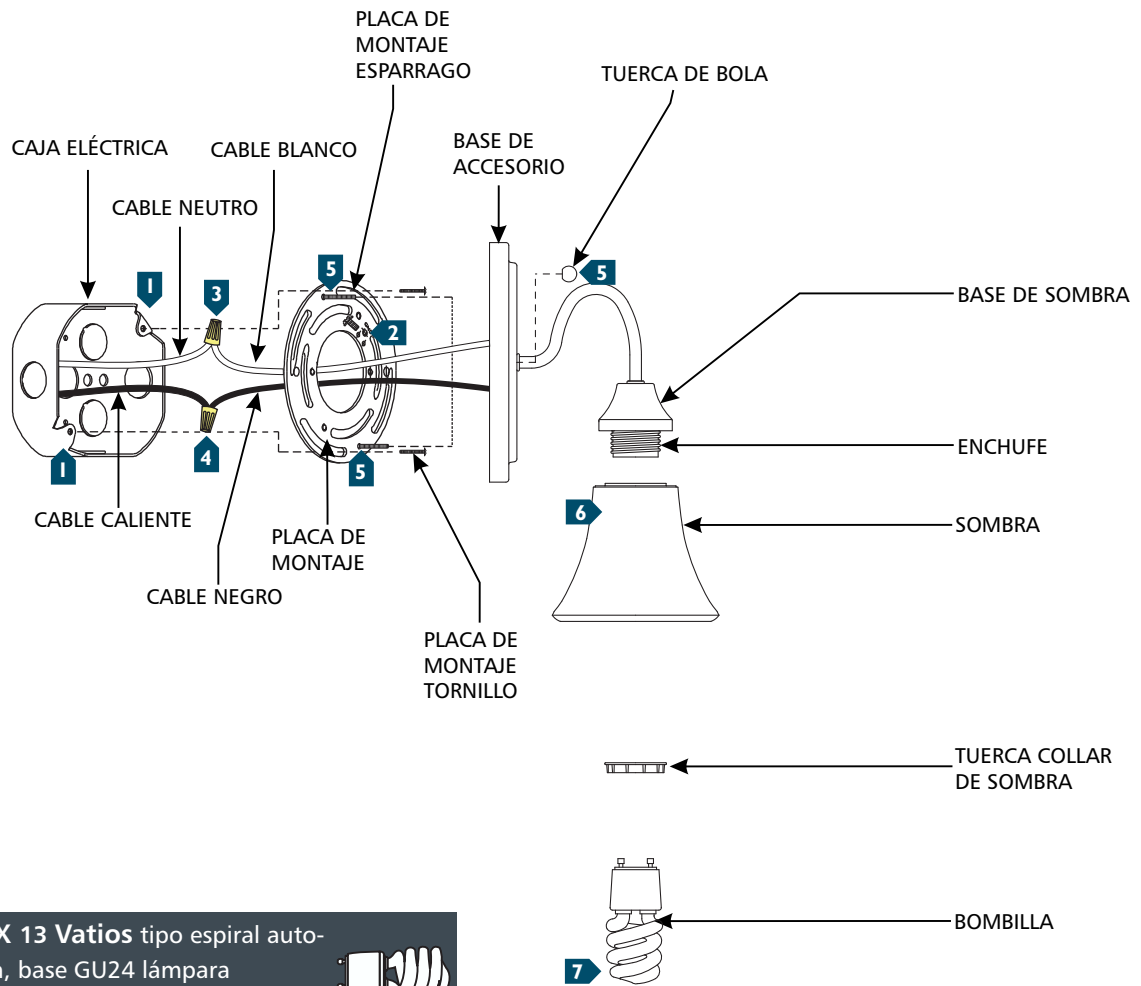 PLACA DE
MONTAJE
ESPARRAGO
TUERCA DE BOLA
CAJA ELÉCTRICA
CABLE BLANCO
BASE DE
ACCESORIO
CABLE NEUTRO
1
3
5
5
2
BASE DE SOMBRA
ENCHUFE
1
4
5
6
SOMBRA
CABLE CALIENTE
PLACA DE
MONTAJE
CABLE NEGRO
PLACA DE
MONTAJE
TORNILLO
TUERCA COLLAR
DE SOMBRA
BOMBILLA
7
X 13 Vatios tipo espiral auto-
, base GU24 lámpara